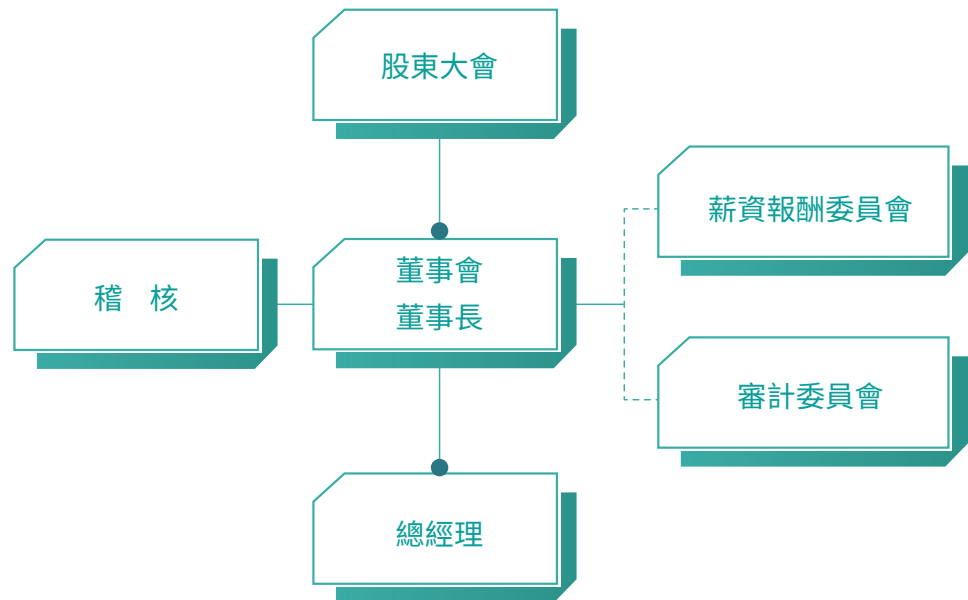 股東大會
薪資報酬委員會
董事會
董事長
稽 核
審計委員會
總經理